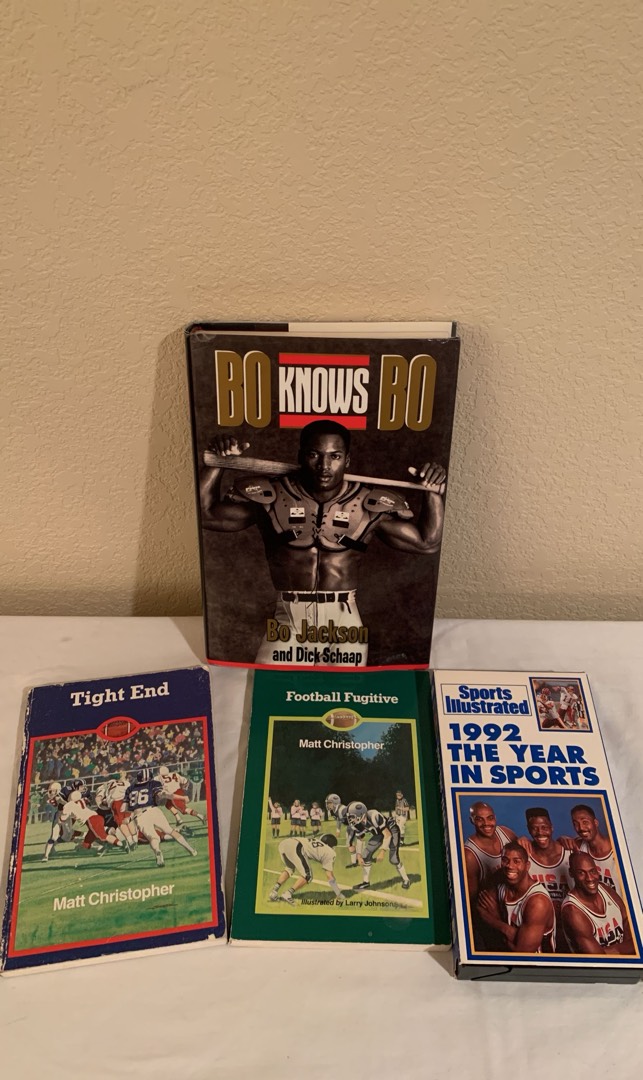 BO KNOWS BO
Bo Jackson
and Dick Schaap
Tight End
Matt Christopher
Football Fugitive
Matt Christopher
Illustrated by Larry Johnson
Sports
Illustrated
1992
THE YEAR
IN SPORTS
USA
USA